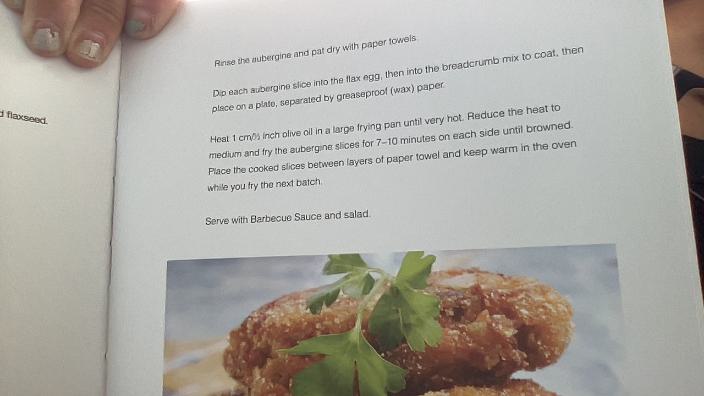 d flaxseed.
Rinse the aubergine and pat dry with paper towels.
Dip each aubergine slice into the flax egg, then into the breadcrumb mix to coat, then
place on a plate, separated by greaseproof (wax) paper.
Heat 1 cm/½ inch olive oil in a large frying pan until very hot. Reduce the heat to
medium and fry the aubergine slices for 7–10 minutes on each side until browned.
Place the cooked slices between layers of paper towel and keep warm in the oven
while you fry the next batch.
Serve with Barbecue Sauce and salad.